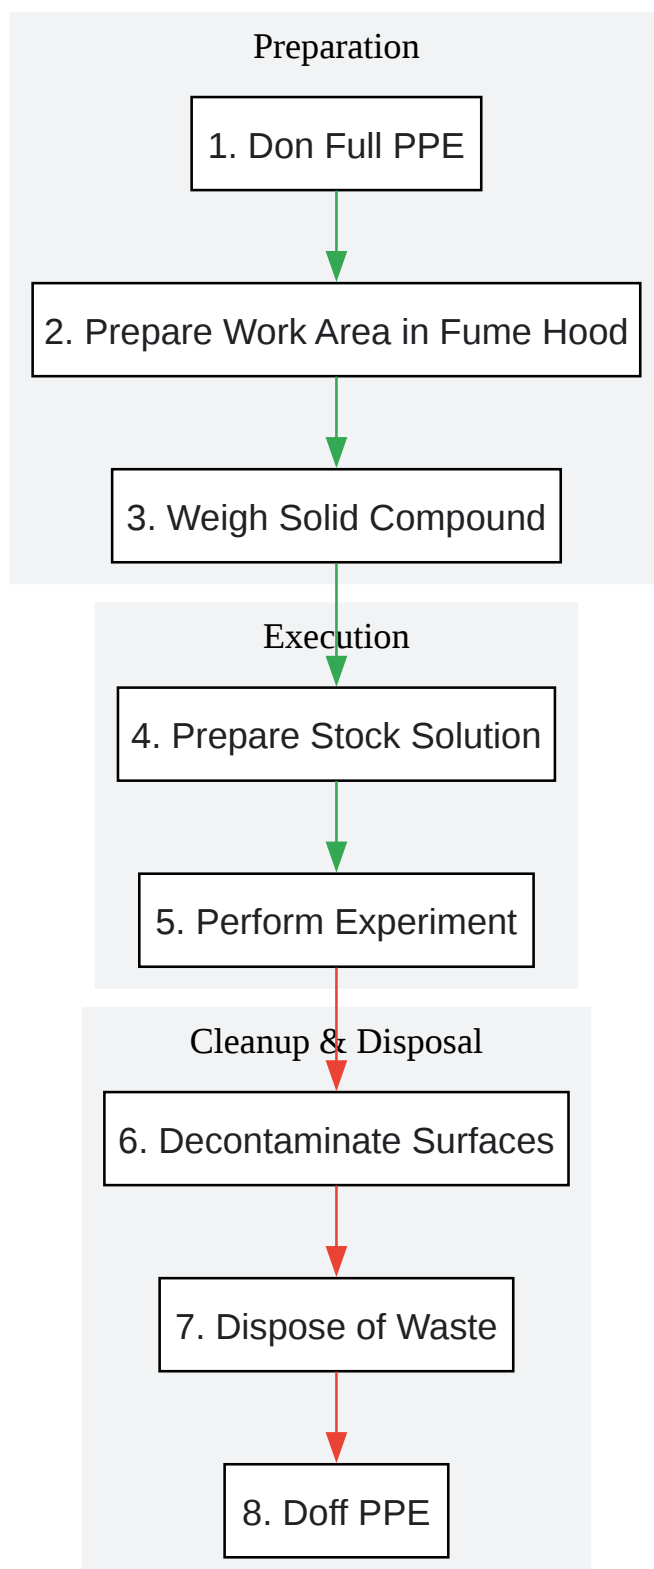 Preparation
1. Don Full PPE
2. Prepare Work Area in Fume Hood
3. Weigh Solid Compound
Execution
4. Prepare Stock Solution
5. Perform Experiment
Cleanup & Disposal
6. Decontaminate Surfaces
7. Dispose of Waste
8. Doff PPE